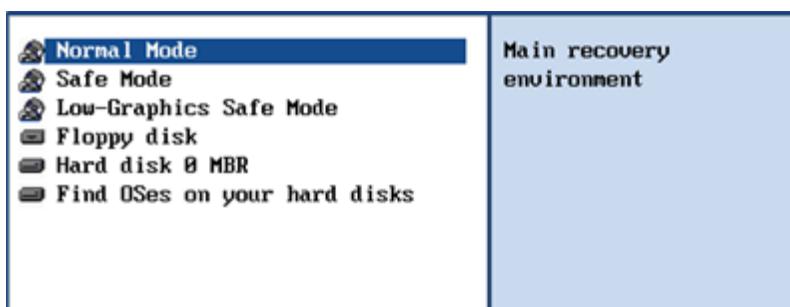 Normal Mode
Safe Mode
Low-Graphics Safe Mode
Floppy disk
Hard disk 0 MBR
Find OSes on your hard disks
Main recovery
environment